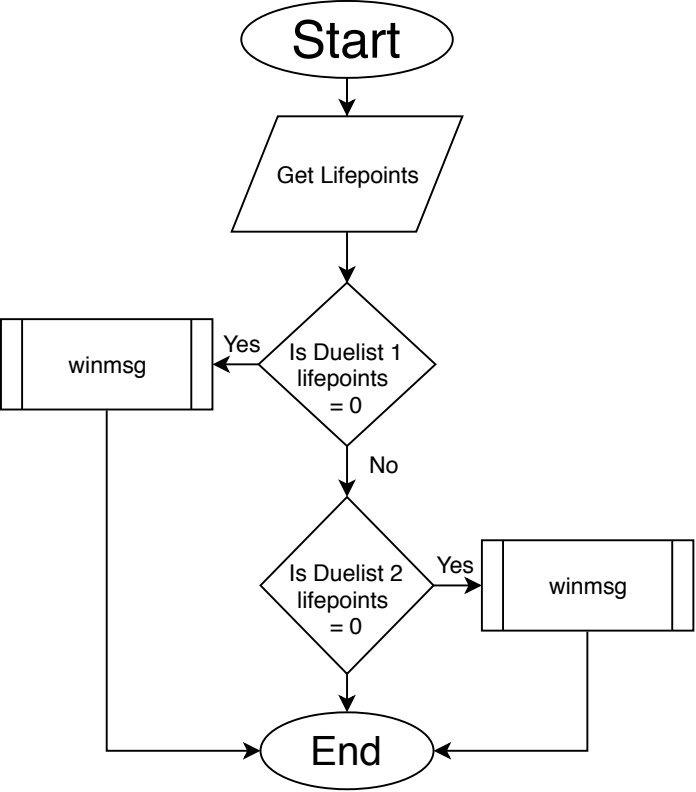 Start
Get Lifepoints
Yes
winmsg
Is Duelist 1
lifepoints
= 0
No
Is Duelist 2
lifepoints
= 0
Yes
winmsg
End